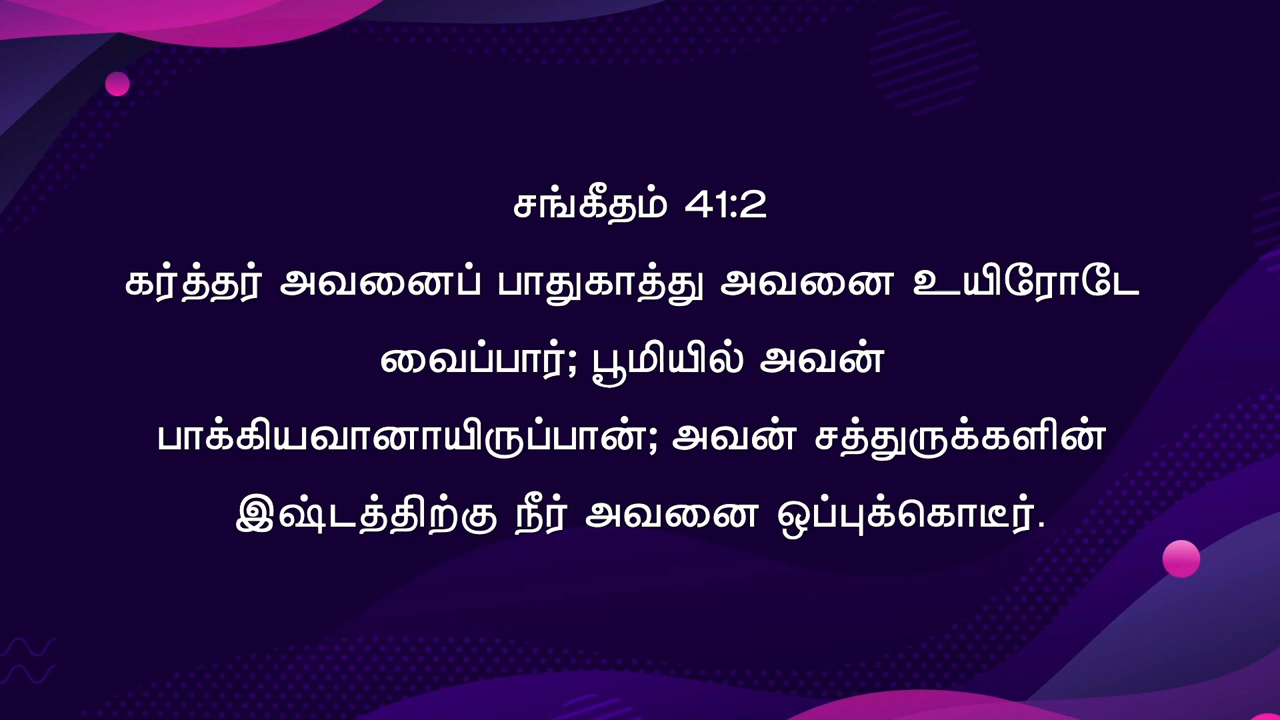 சங்கீதம் 41:2
கர்த்தர் அவனைப் பாதுகாத்து அவனை உயிரோடே
வைப்பார்; பூமியில் அவன்
பாக்கியவானாயிருப்பான்; அவன் சத்துருக்களின்
இஷ்டத்திற்கு நீர் அவனை ஒப்புக்கொடீர்.